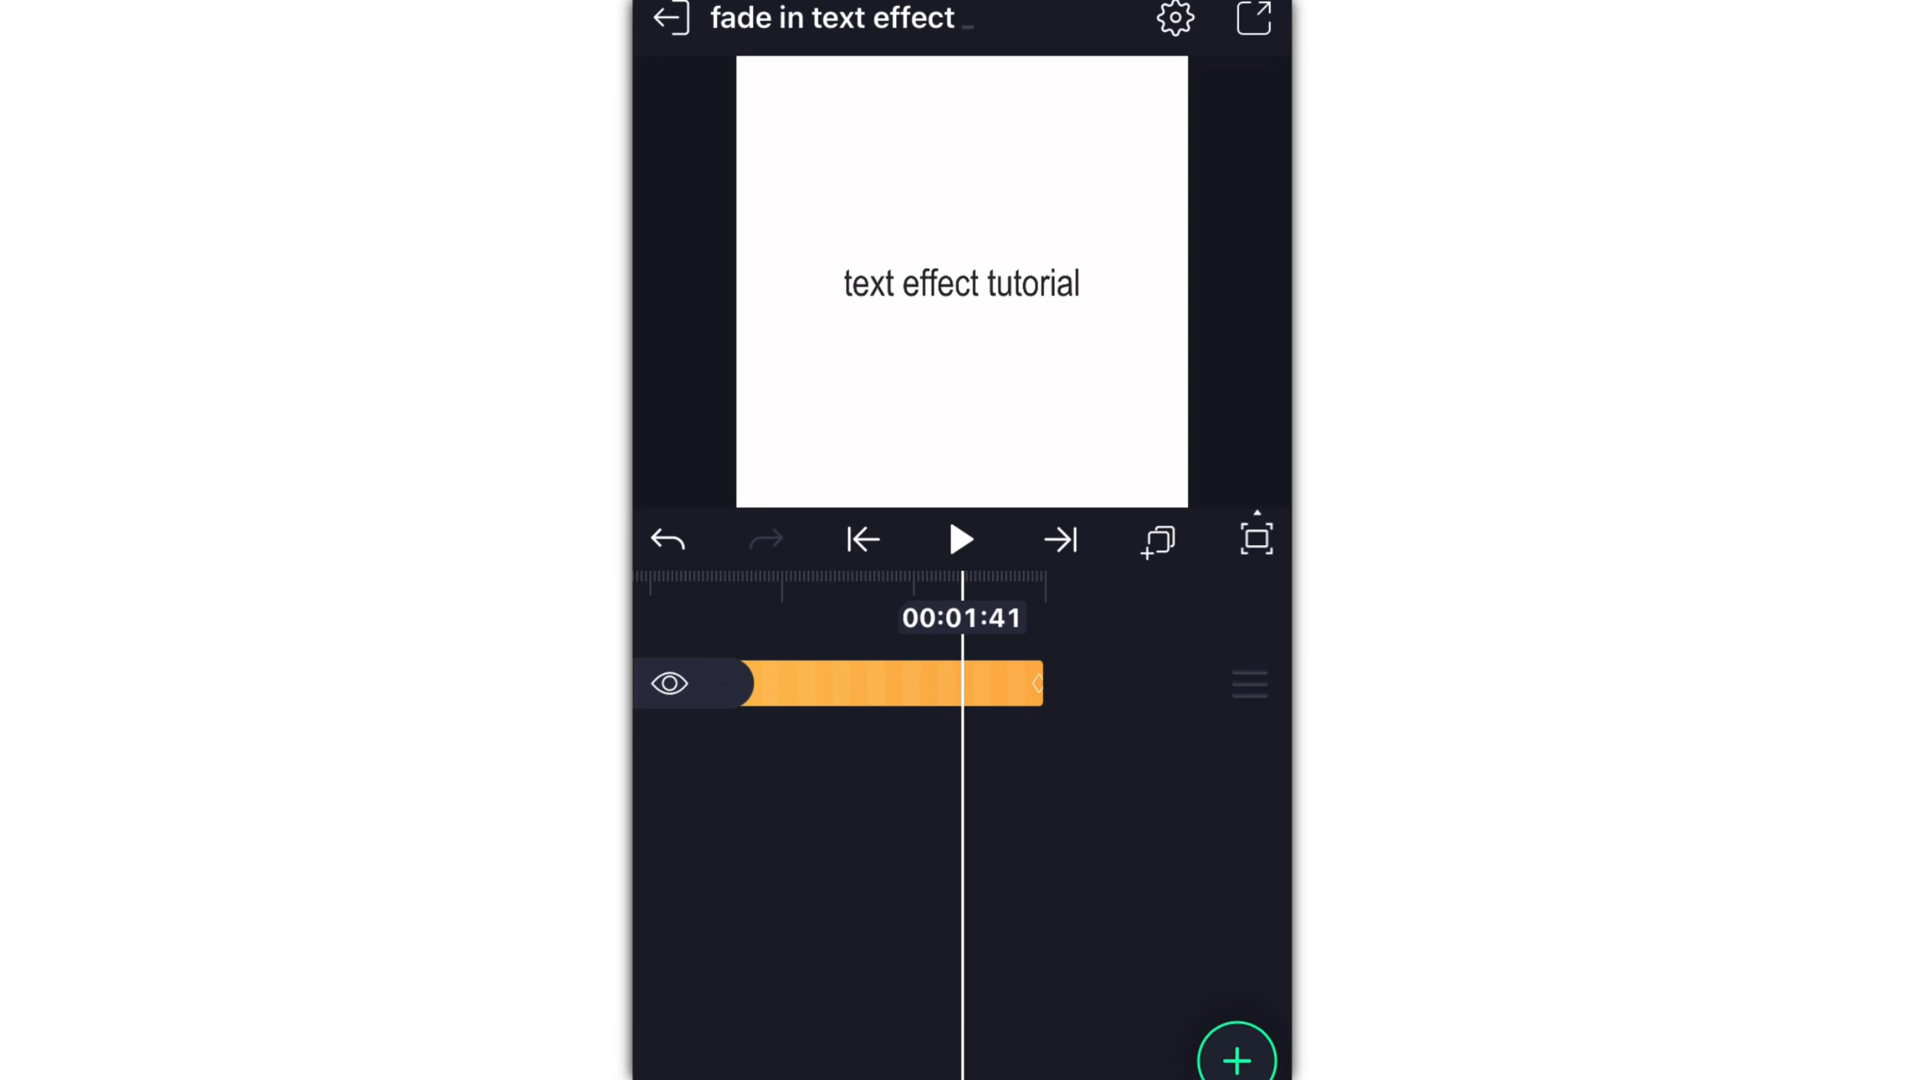 fade in text effect _
text effect tutorial
00:01:41